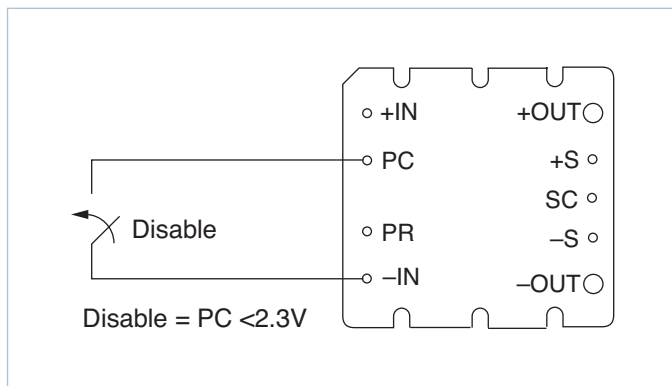 +IN +OUT
PC +S
SC
Disable PR –S
–IN –OUT
Disable = PC <2.3V